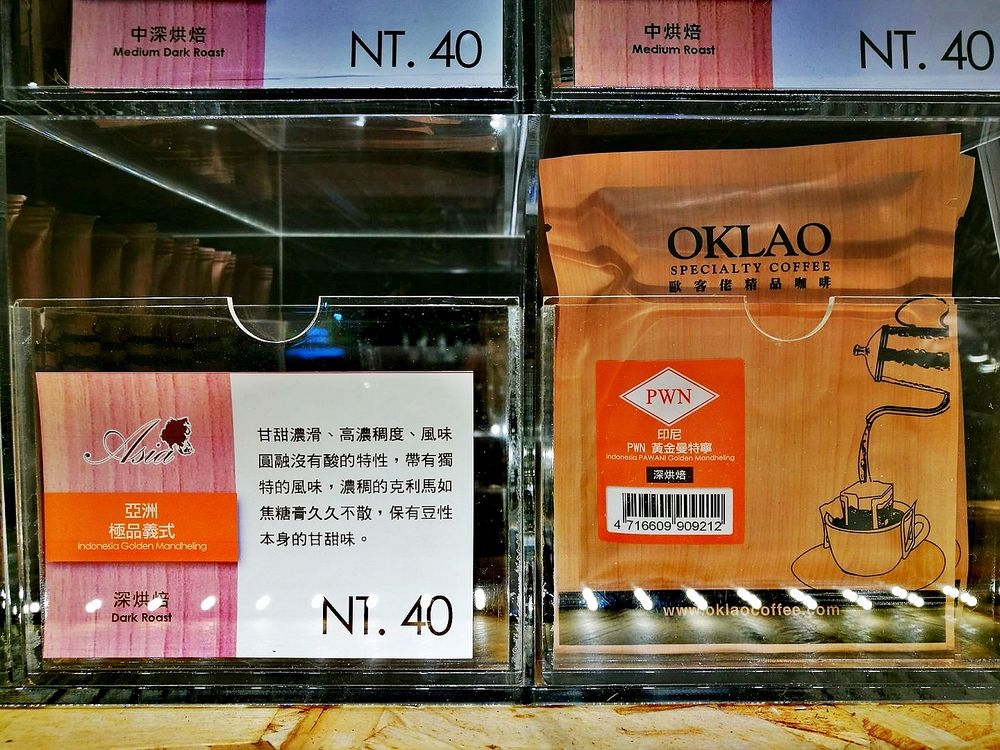 中深烘焙
Medium Dark Roast
NT. 40
中烘焙
Medium Roast
NT. 40
Asia
亞洲
極品義式
Indonesia Golden Mandheling
深烘焙
Dark Roast
甘甜濃滑、高濃稠度、風味
圓融沒有酸的特性，帶有獨
特的風味，濃稠的克利馬如
焦糖膏久久不散，保有豆性
本身的甘甜味。
NT. 40
OKLAO
SPECIALTY COFFEE
歐客佬精品咖啡
PWN
印尼
PWN 黃金曼特寧
Indonesia PAWANI Golden Mandheling
深烘焙
4 716609 909212
www.oklaocoffee.com